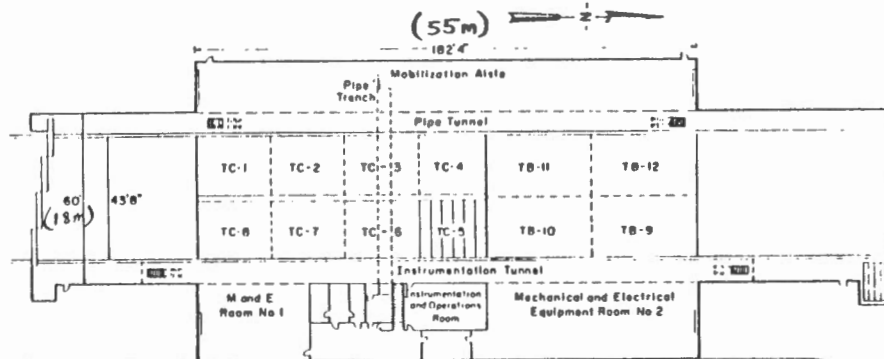 (55m)
N
182'4"
Mobilization Aisle
Pipe
Trench
Pipe Tunnel
TC-1 TC-2 TC-3 TC-4 TB-11 TB-12
60' 43'8"
(18m)
TC-8 TC-7 TC-6 TC-5 TB-10 TB-9
Instrumentation Tunnel
M and E
Room No 1
Instrumentation
and Operations
Room
Mechanical and Electrical
Equipment Room No 2